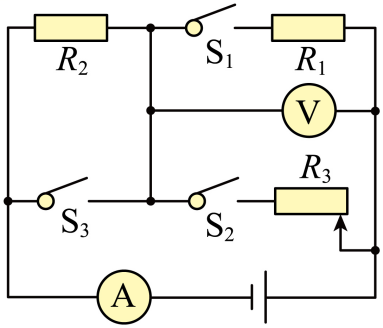 R₂ S₁ R₁
V
S₃ S₂ R₃
A